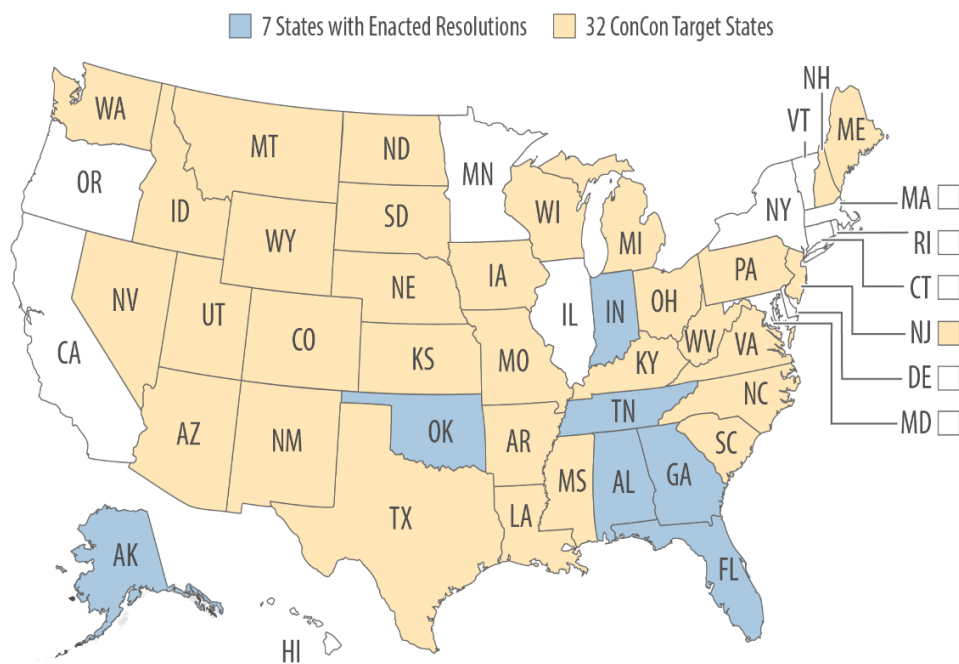 7 States with Enacted Resolutions 32 ConCon Target States
WA
MT
ND
MN
VT
NH
ME
OR
ID
WY
SD
WI
MI
NY
MA
RI
CT
NJ
DE
MD
NV
UT
CO
NE
IA
IL
IN
OH
PA
CA
KS
MO
KY
WV
VA
AZ
NM
OK
AR
TN
NC
SC
TX
LA
MS
AL
GA
FL
AK
HI